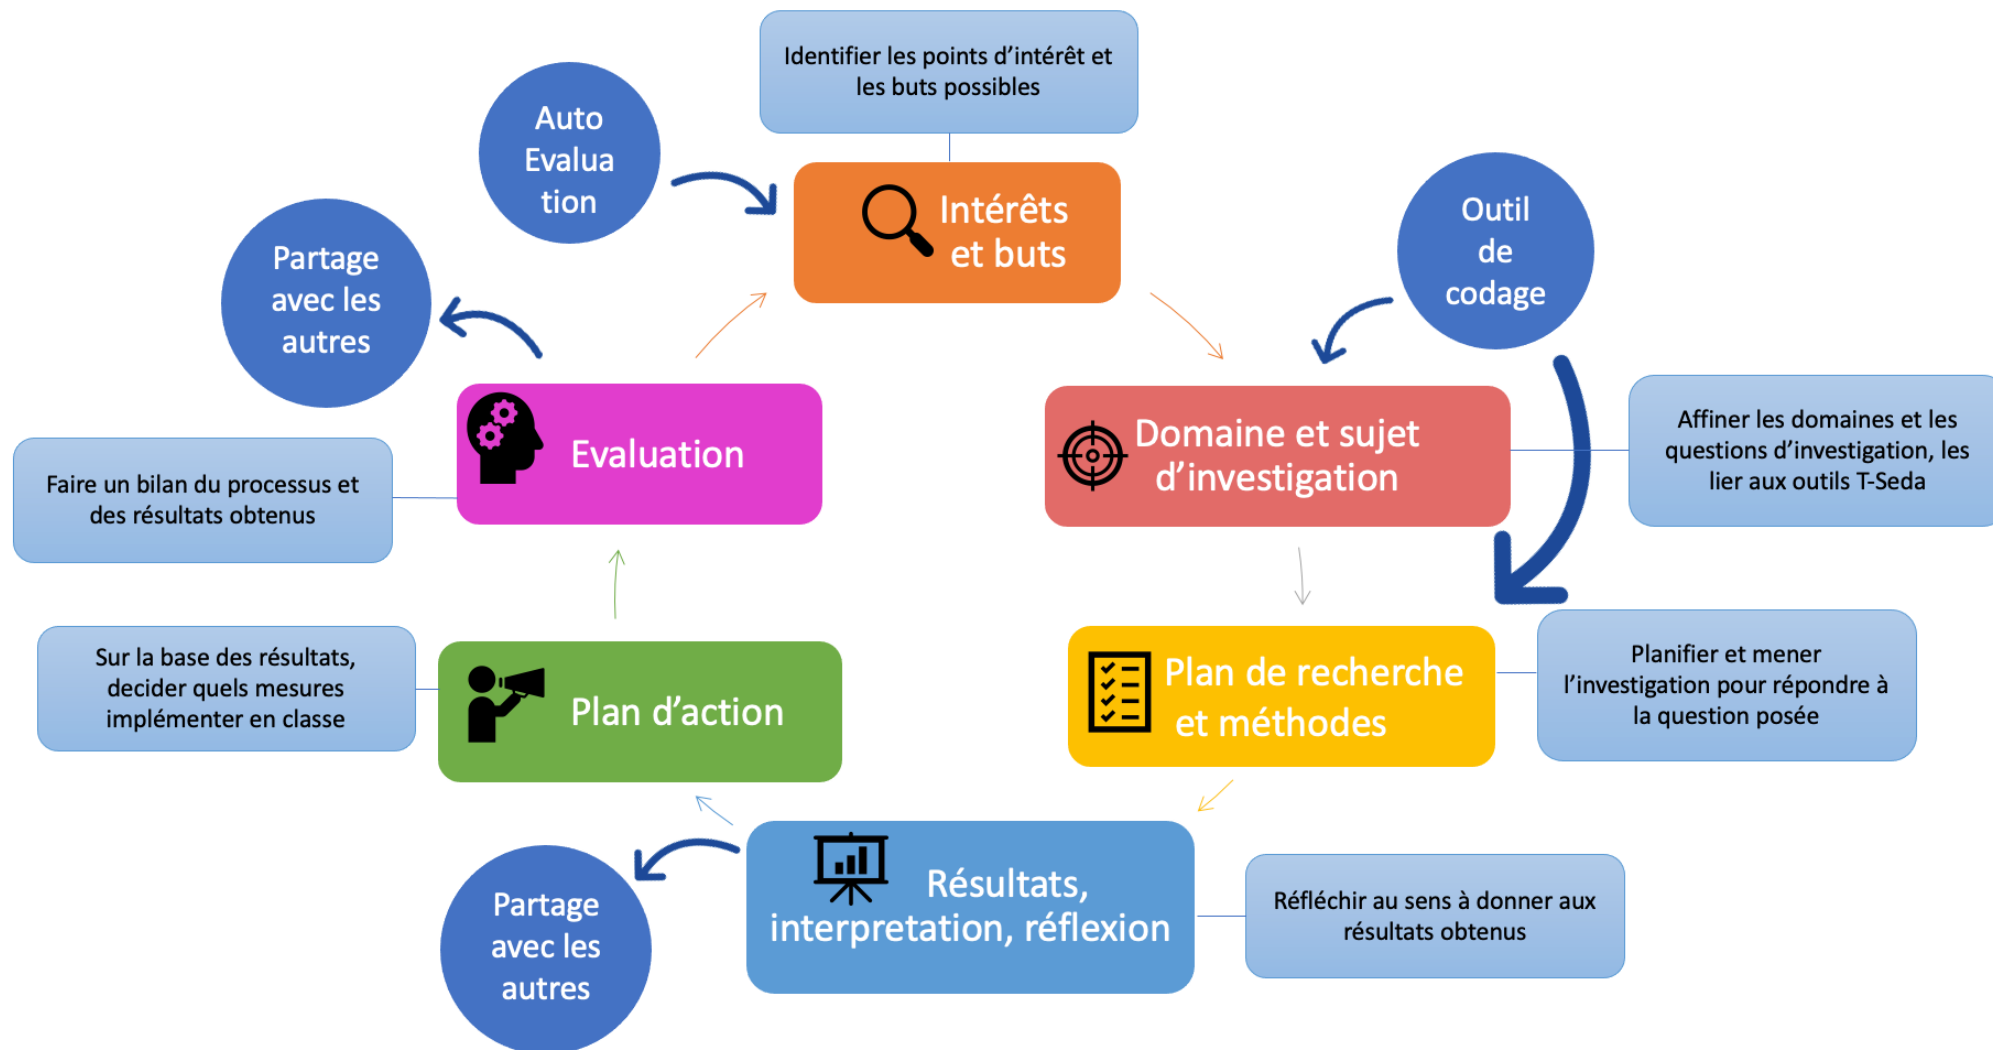 Identifier les points d'intérêt et
les buts possibles
Auto
Evalua
tion
Intérêts
et buts
Outil
de
codage
Partage
avec les
autres
Evaluation
Domaine et sujet
d'investigation
Affiner les domaines et les
questions d'investigation, les
lier aux outils T-Seda
Faire un bilan du processus et
des résultats obtenus
Plan de recherche
et méthodes
Planifier et mener
l'investigation pour répondre à
la question posée
Sur la base des résultats,
decider quels mesures
implémenter en classe
Plan d'action
Résultats,
interpretation, réflexion
Réfléchir au sens à donner aux
résultats obtenus
Partage
avec les
autres